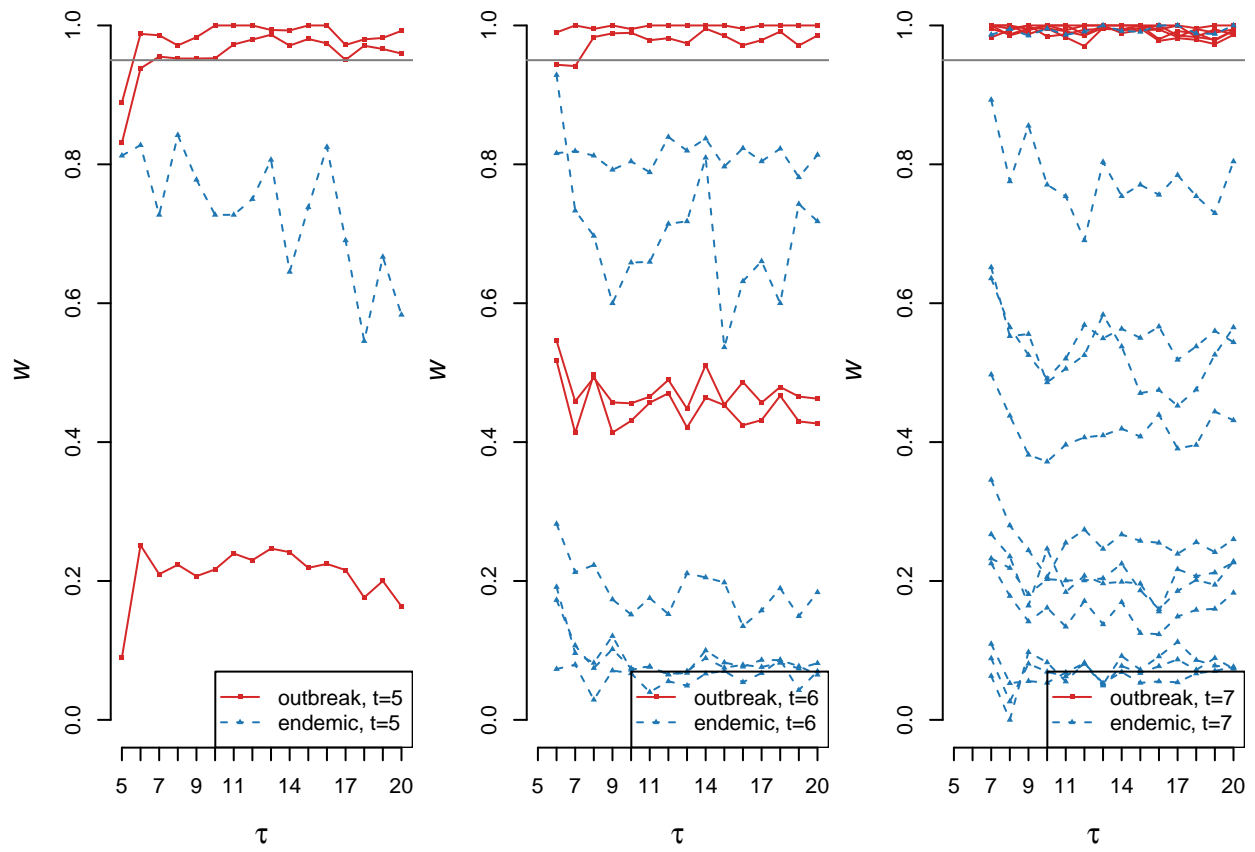 1.0
0.8
0.6
0.4
0.2
0.0
w
outbreak, t=5
endemic, t=5
5 7 9 11 14 17 20
τ
1.0
0.8
0.6
0.4
0.2
0.0
w
outbreak, t=6
endemic, t=6
5 7 9 11 14 17 20
τ
1.0
0.8
0.6
0.4
0.2
0.0
w
outbreak, t=7
endemic, t=7
5 7 9 11 14 17 20
τ